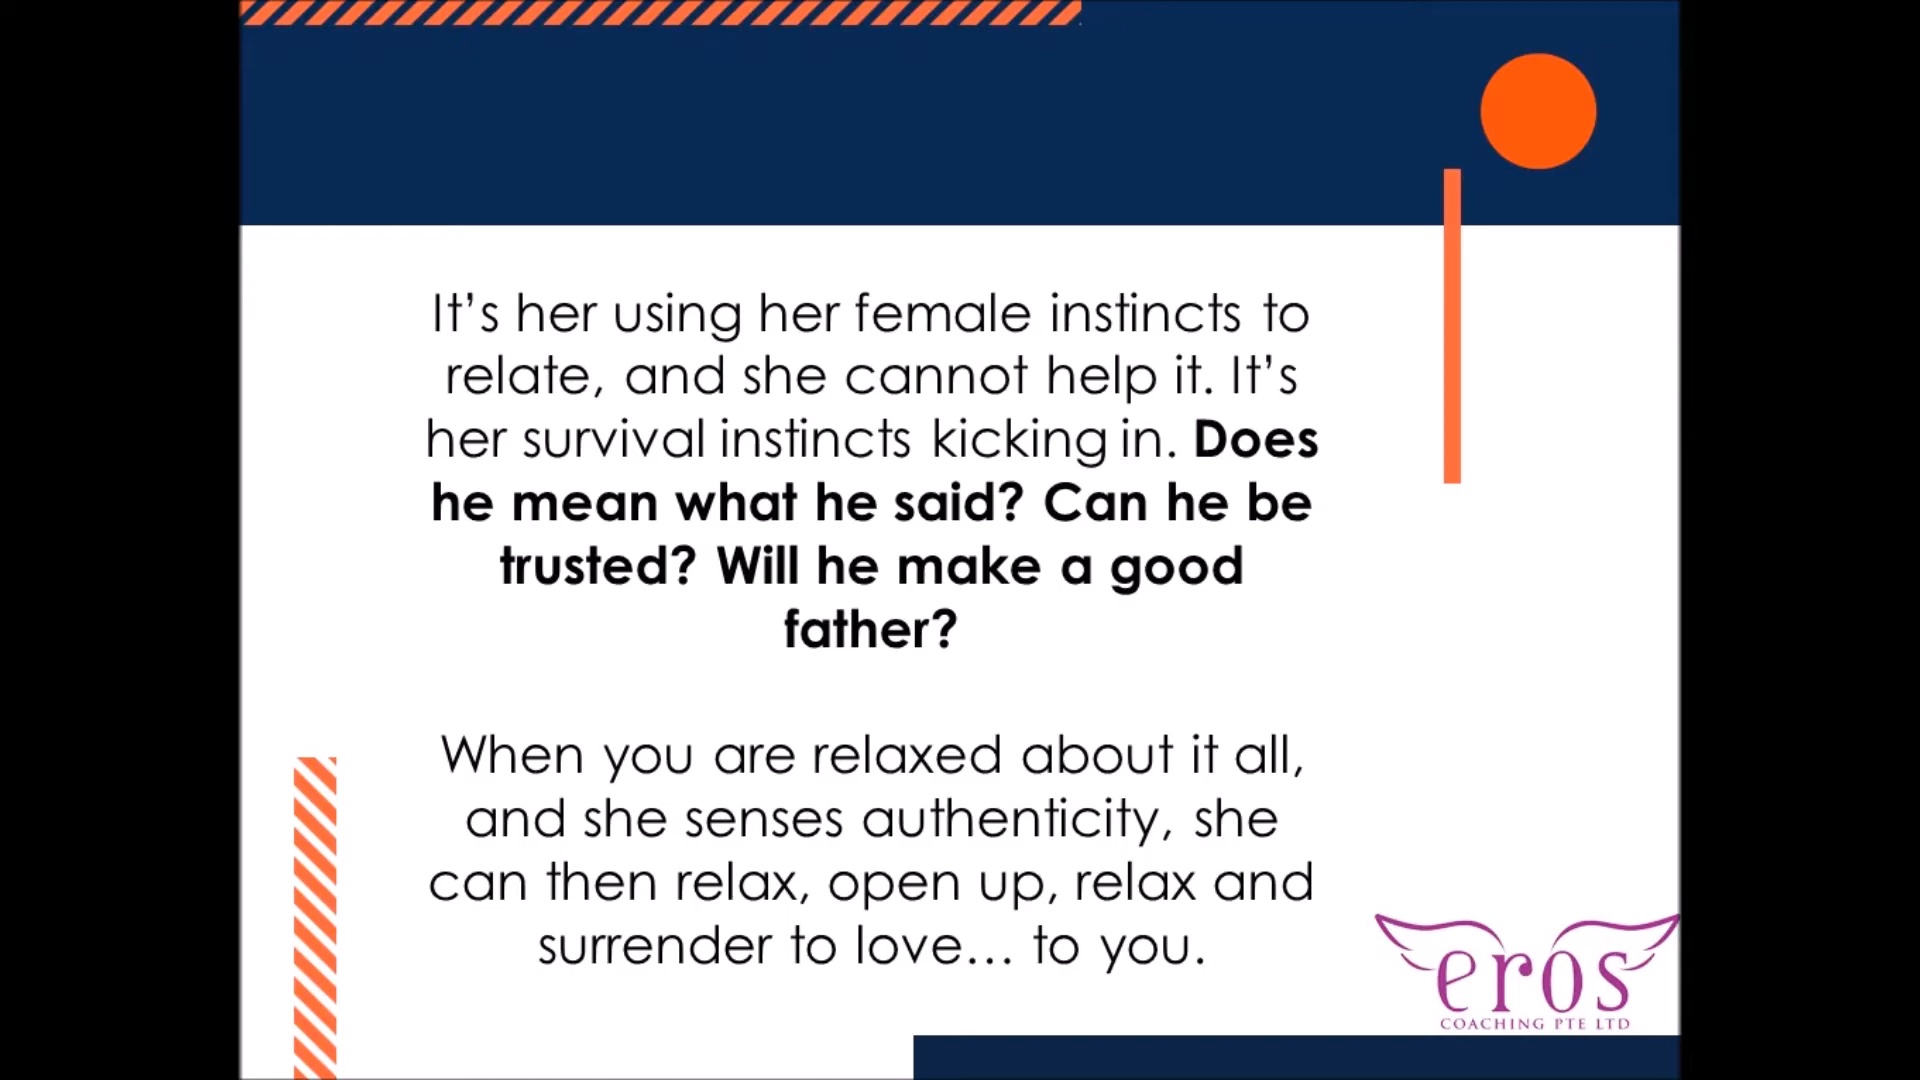 It’s her using her female instincts to
relate, and she cannot help it. It’s
her survival instincts kicking in. Does
he mean what he said? Can he be
trusted? Will he make a good
father?
When you are relaxed about it all,
and she senses authenticity, she
can then relax, open up, relax and
surrender to love… to you.
eros
COACHING PTE LTD